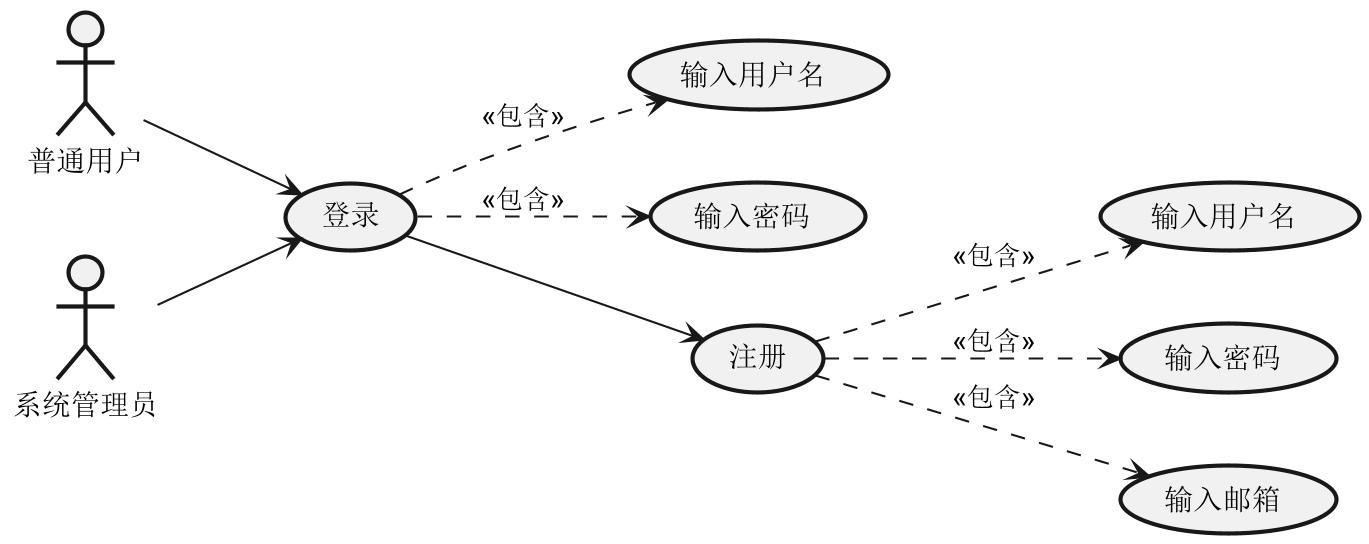 普通用户
系统管理员
登录
«包含»
输入用户名
«包含»
输入密码
注册
«包含»
输入用户名
«包含»
输入密码
«包含»
输入邮箱